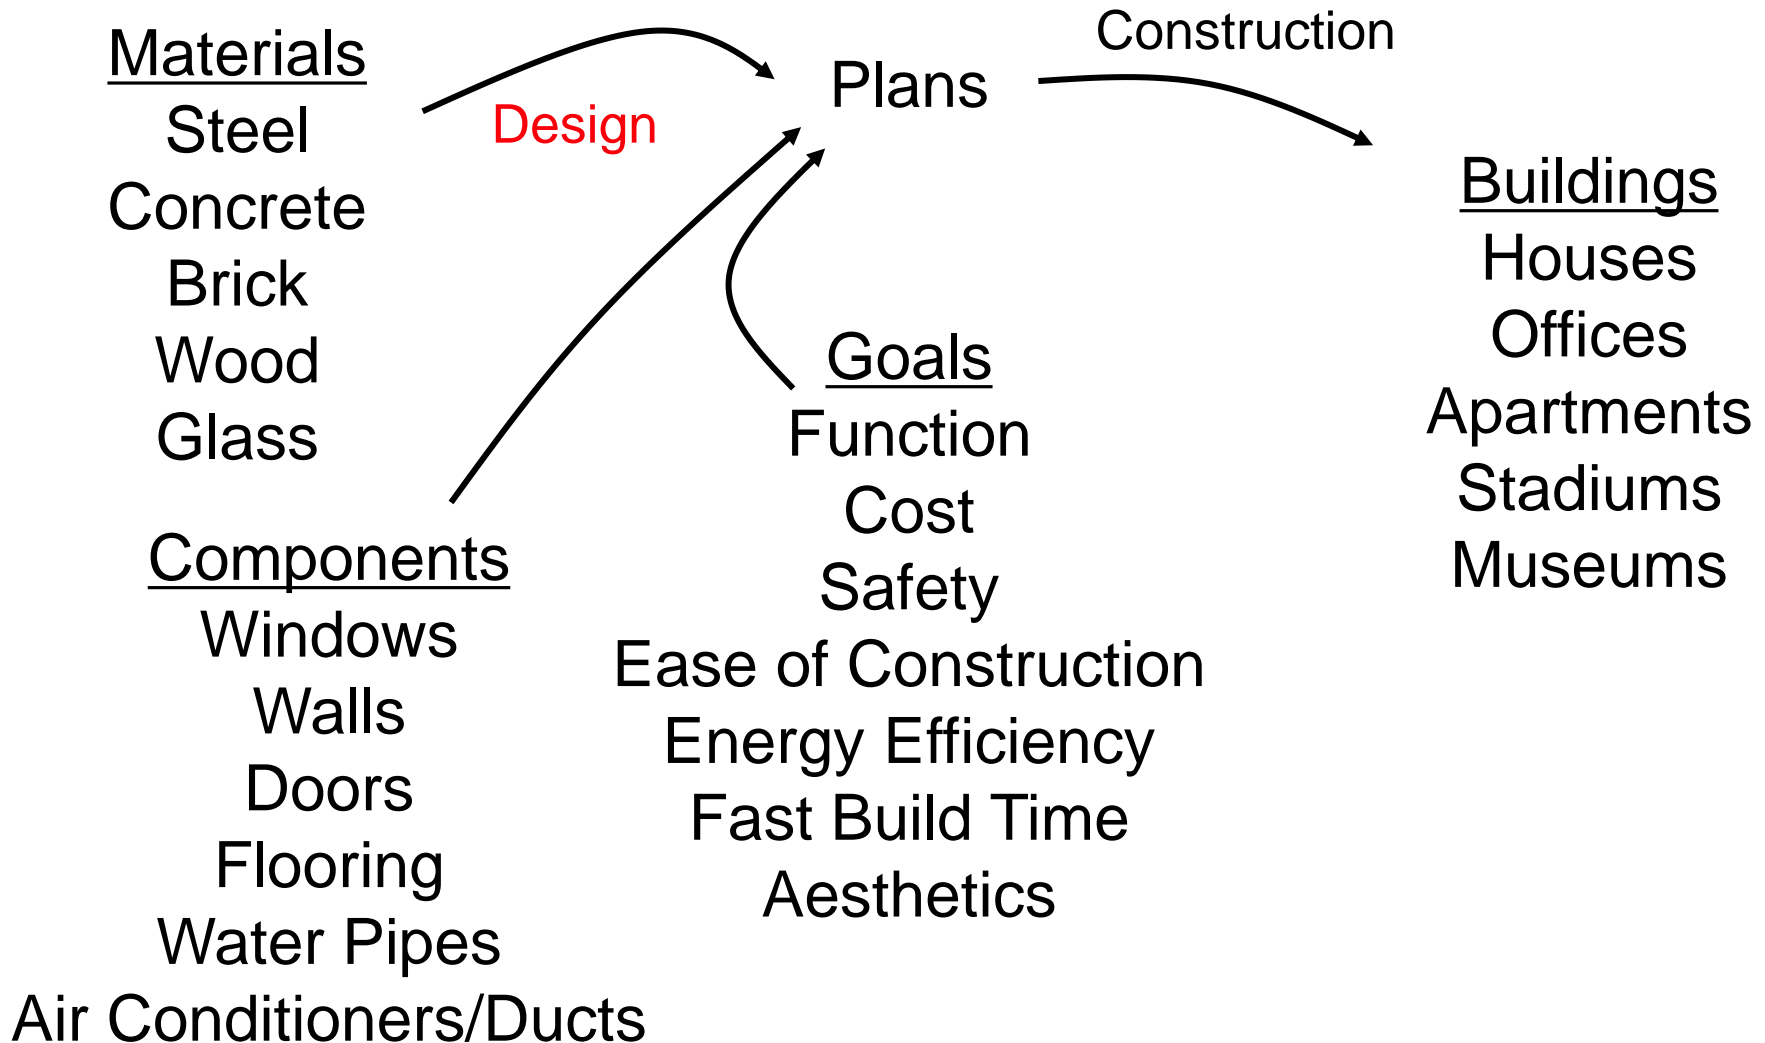 Materials
Steel
Concrete
Brick
Wood
Glass
Design
Plans
Construction
Components
Windows
Walls
Doors
Flooring
Water Pipes
Air Conditioners/Ducts
Goals
Function
Cost
Safety
Ease of Construction
Energy Efficiency
Fast Build Time
Aesthetics
Buildings
Houses
Offices
Apartments
Stadiums
Museums